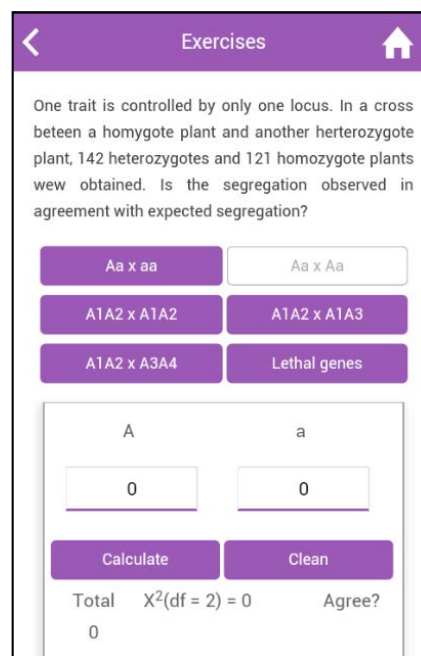 Exercises
One trait is controlled by only one locus. In a cross
beteen a homygote plant and another herterozygote
plant, 142 heterozygotes and 121 homozygote plants
wew obtained. Is the segregation observed in
agreement with expected segregation?
Aa x aa Aa x Aa
A1A2 x A1A2 A1A2 x A1A3
A1A2 x A3A4 Lethal genes
A a
0 0
Calculate Clean
Total X²(df = 2) = 0 Agree?
0